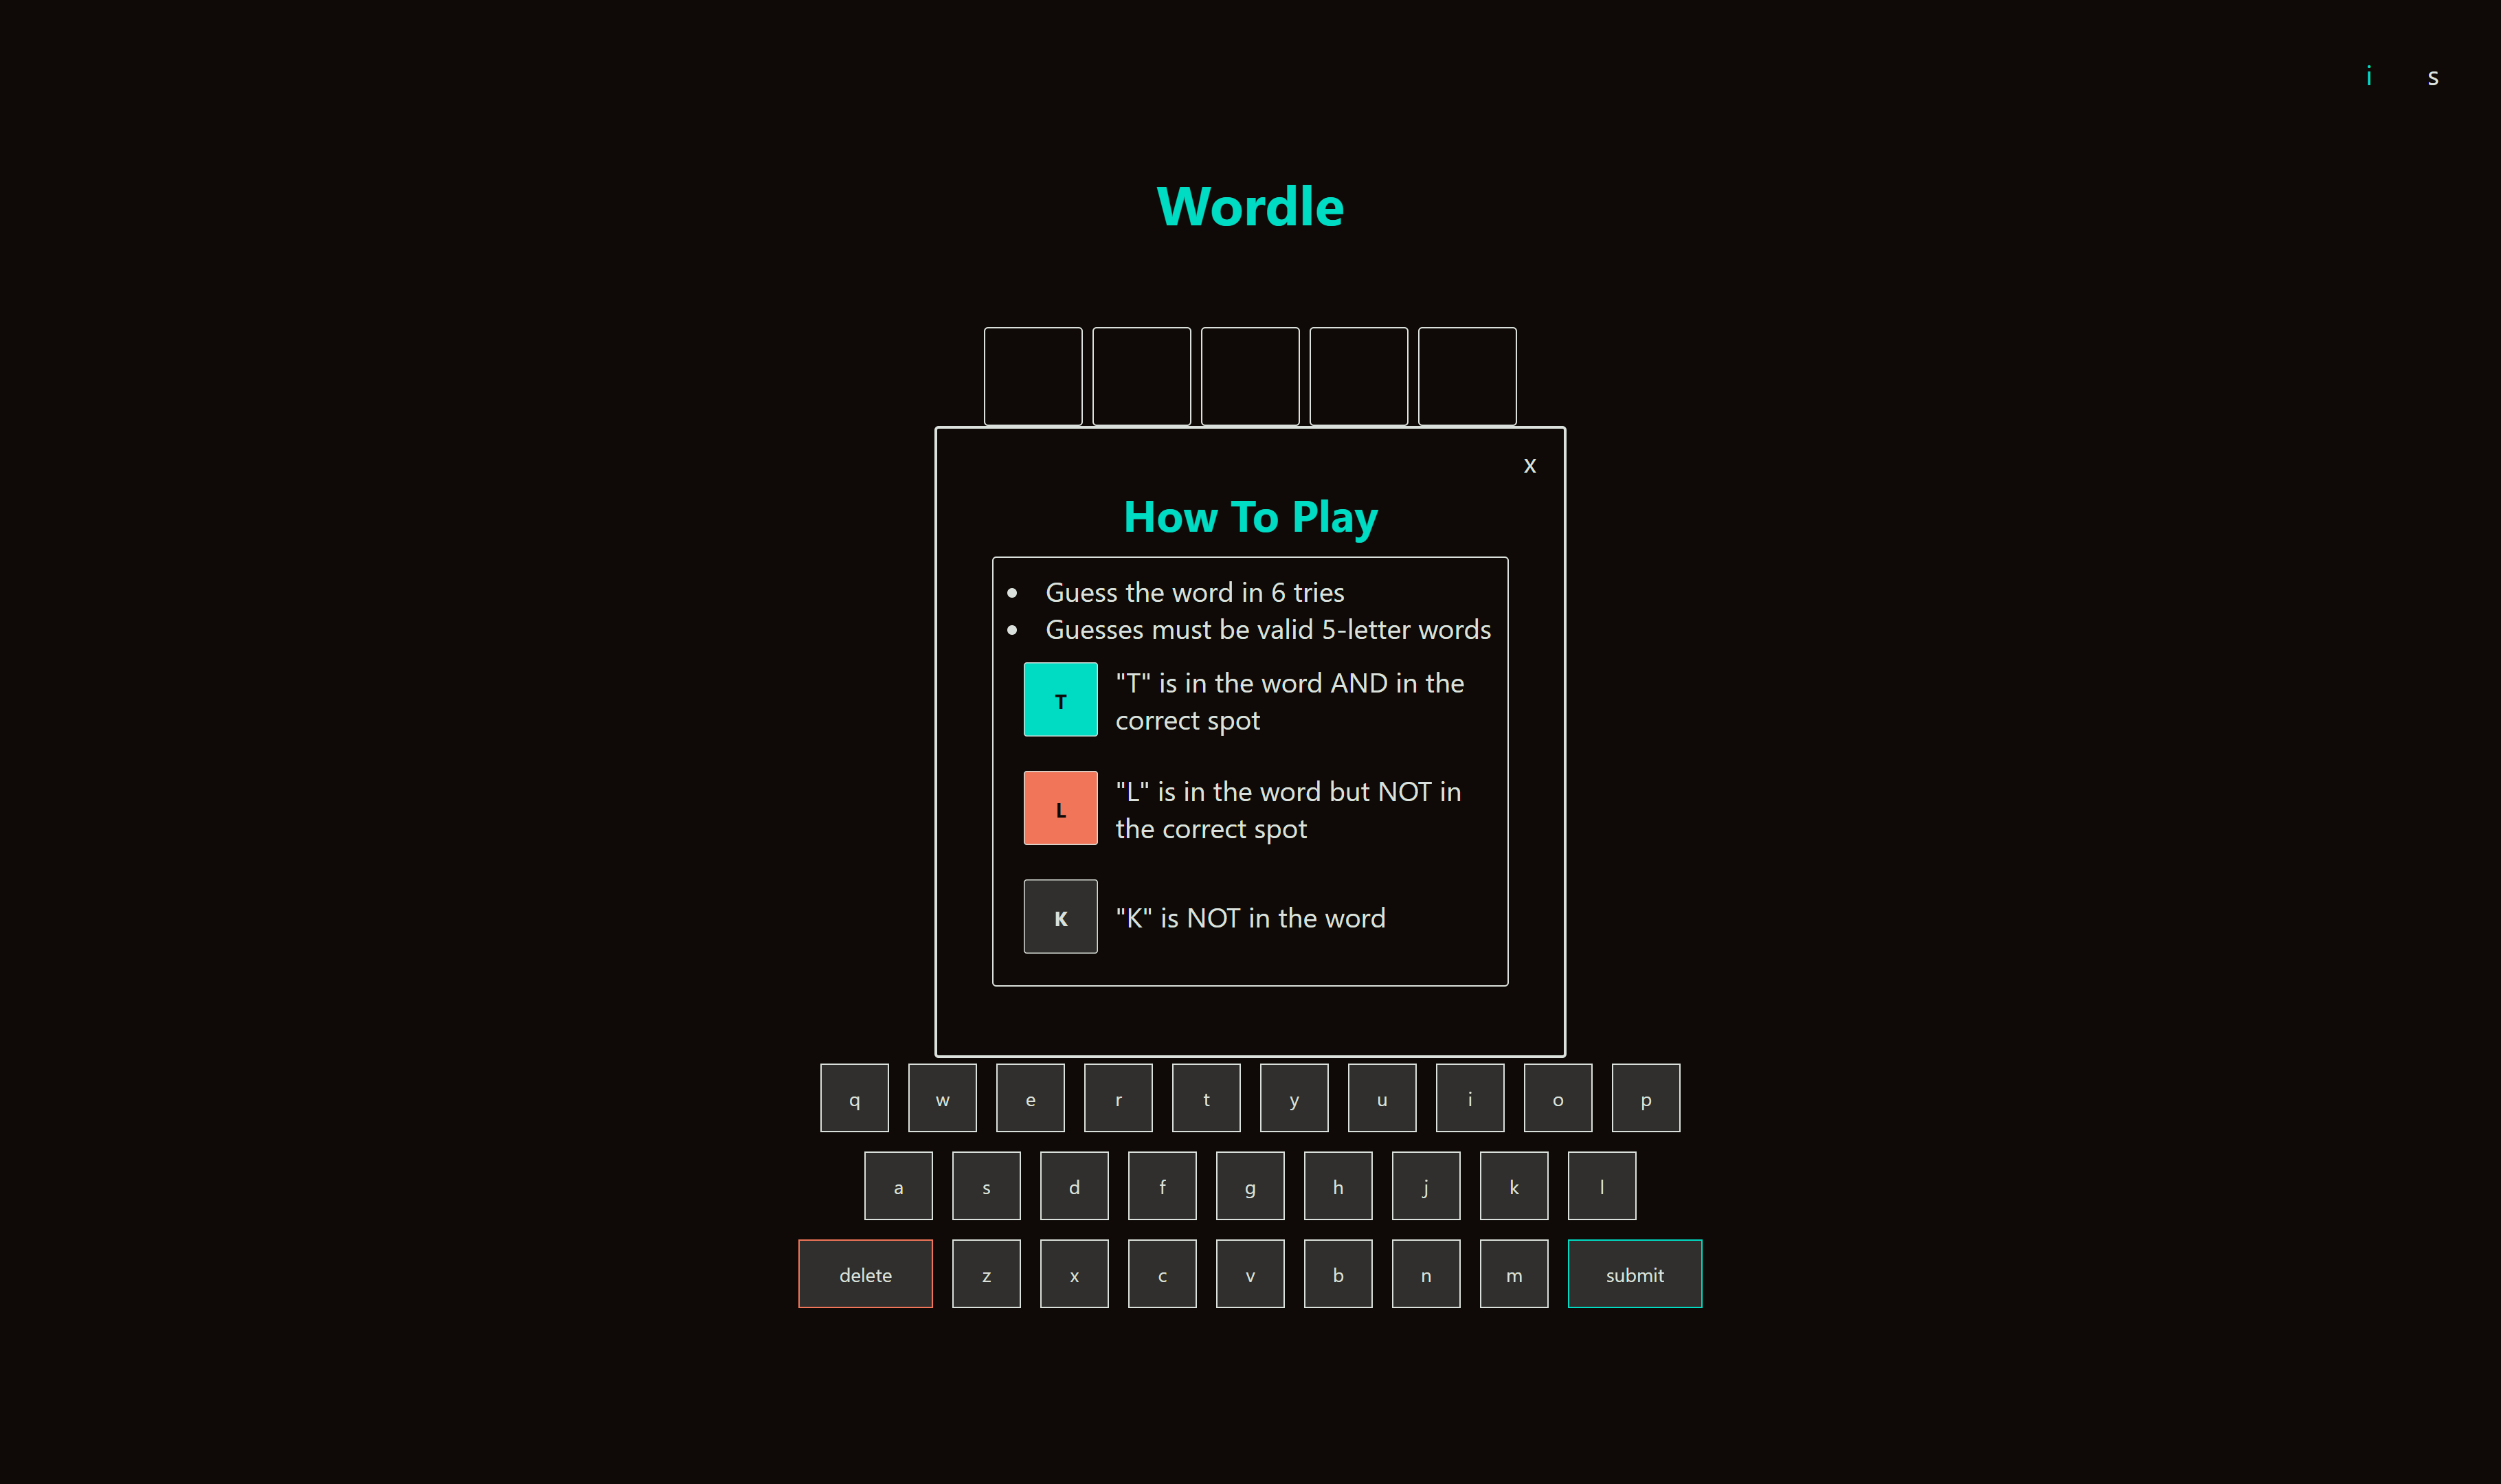 i s
Wordle
x
How To Play
Guess the word in 6 tries
Guesses must be valid 5-letter words
T
"T" is in the word AND in the
correct spot
L
"L" is in the word but NOT in
the correct spot
K
"K" is NOT in the word
q w e r t y u i o p
a s d f g h j k l
delete z x c v b n m submit